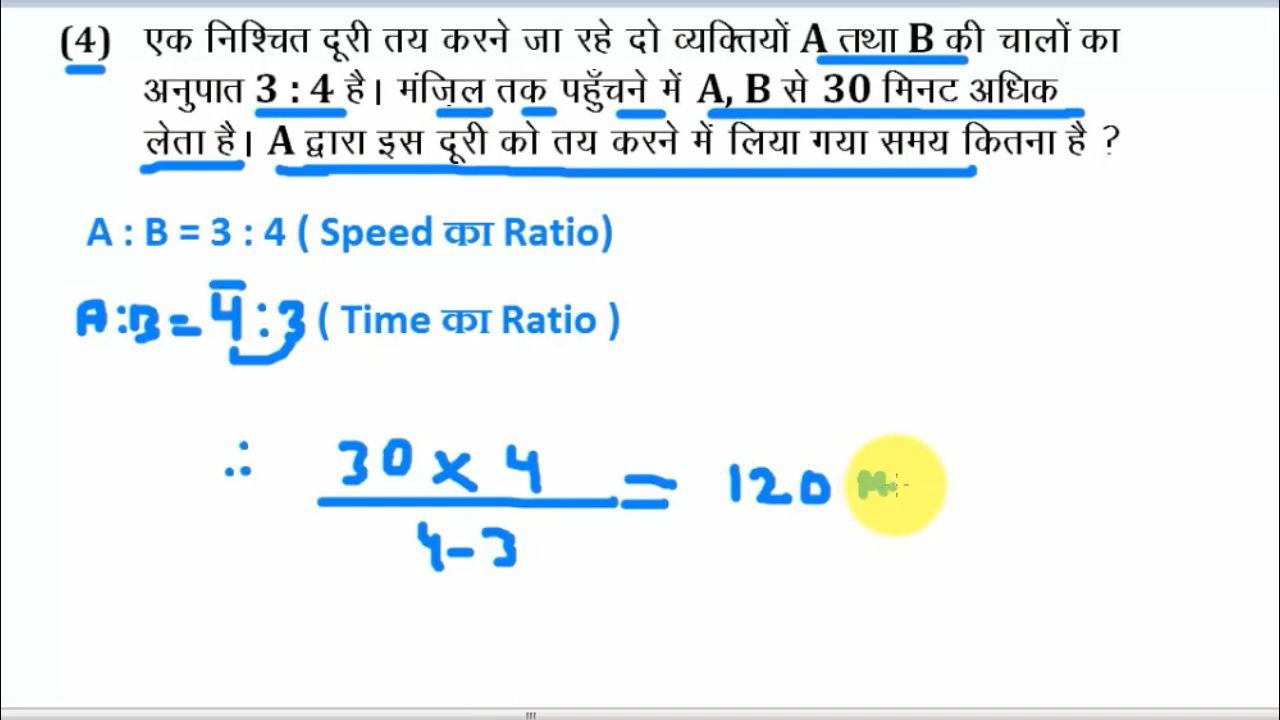 (4) एक निश्चित दूरी तय करने जा रहे दो व्यक्तियों A तथा B की चालों का
अनुपात 3 : 4 है। मंज़िल तक पहुँचने में A, B से 30 मिनट अधिक
लेता है। A द्वारा इस दूरी को तय करने में लिया गया समय कितना है ?
A : B = 3 : 4 ( Speed का Ratio)
A:B = 4 : 3 ( Time का Ratio )
∴ 30 × 4 = 120 M
4 - 3